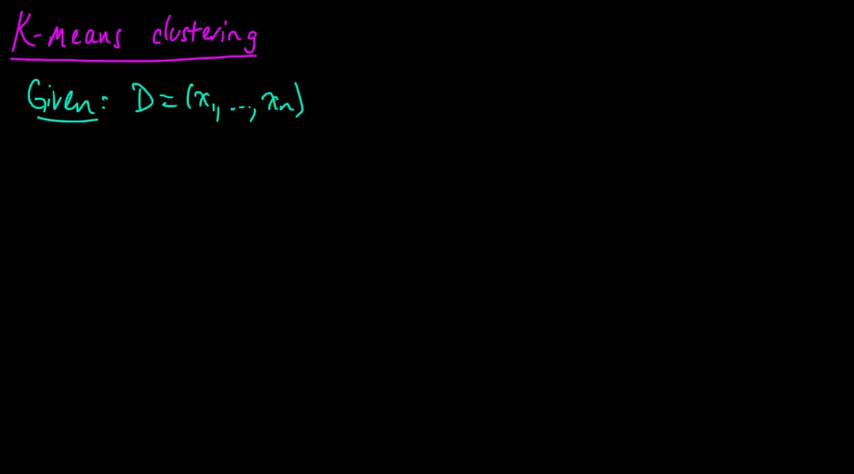 K-means clustering
Given: D = (x₁, ..., xₙ)